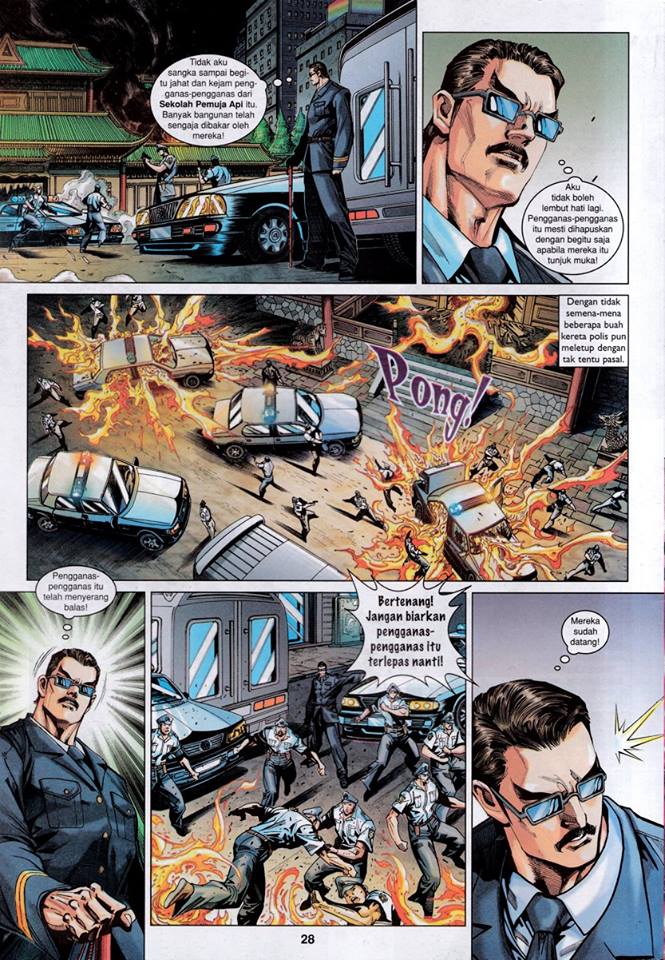 Tidak aku
sangka sampai begi-
tu jahat dan kejam peng-
ganas-pengganas dari
Sekolah Pemuja Api itu.
Banyak bangunan telah
sengaja dibakar oleh
mereka!
Aku
tidak boleh
lembut hati lagi.
Pengganas-pengganas
itu mesti dihapuskan
dengan begitu saja
apabila mereka itu
tunjuk muka!
Dengan tidak
semena-mena
beberapa buah
kereta polis pun
meletup dengan
tak tentu pasal.
Pong!
Pengganas-
pengganas itu
telah menyerang
balas!
Bertenang!
Jangan biarkan
pengganas-
pengganas itu
terlepas nanti!
Mereka
sudah
datang!
28